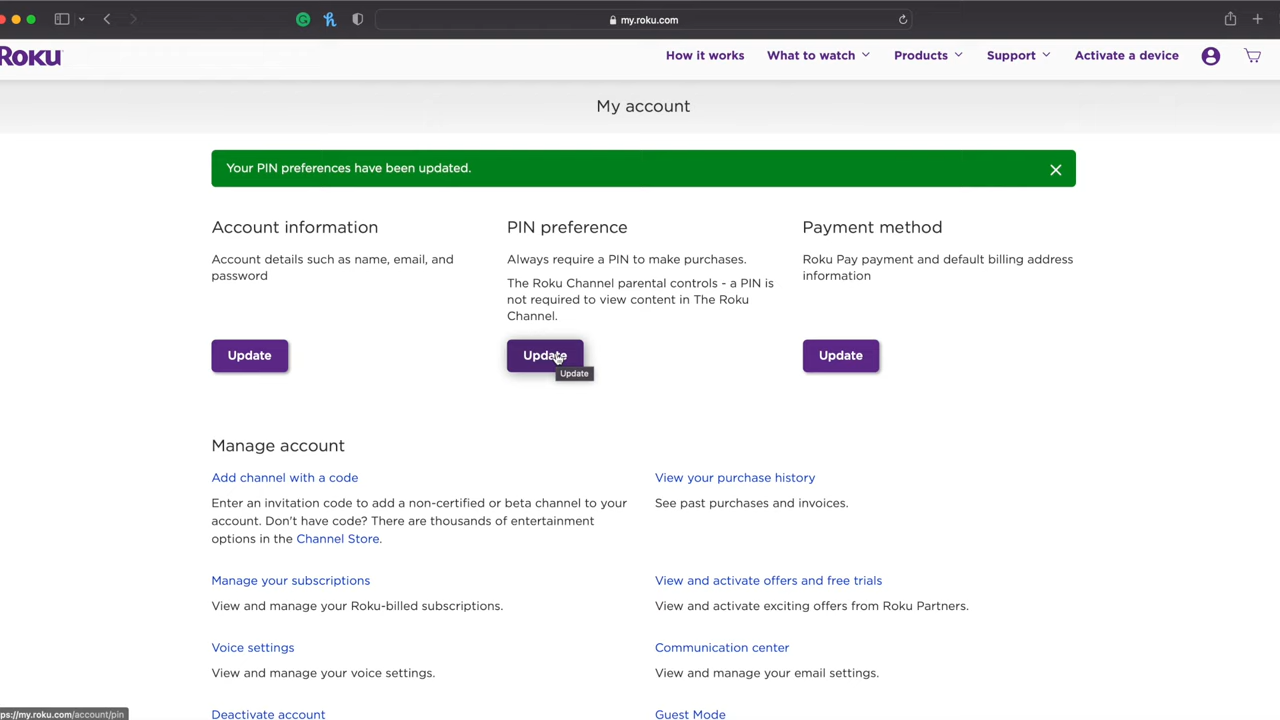 my.roku.com
Roku
How it works What to watch Products Support Activate a device
My account
Your PIN preferences have been updated.
Account information
Account details such as name, email, and
password
Update
PIN preference
Always require a PIN to make purchases.
The Roku Channel parental controls - a PIN is
not required to view content in The Roku
Channel.
Update
Update
Payment method
Roku Pay payment and default billing address
information
Update
Manage account
Add channel with a code
Enter an invitation code to add a non-certified or beta channel to your
account. Don't have code? There are thousands of entertainment
options in the Channel Store.
View your purchase history
See past purchases and invoices.
Manage your subscriptions
View and manage your Roku-billed subscriptions.
View and activate offers and free trials
View and activate exciting offers from Roku Partners.
Voice settings
View and manage your voice settings.
Communication center
View and manage your email settings.
Deactivate account
Guest Mode
ps://my.roku.com/account/pin